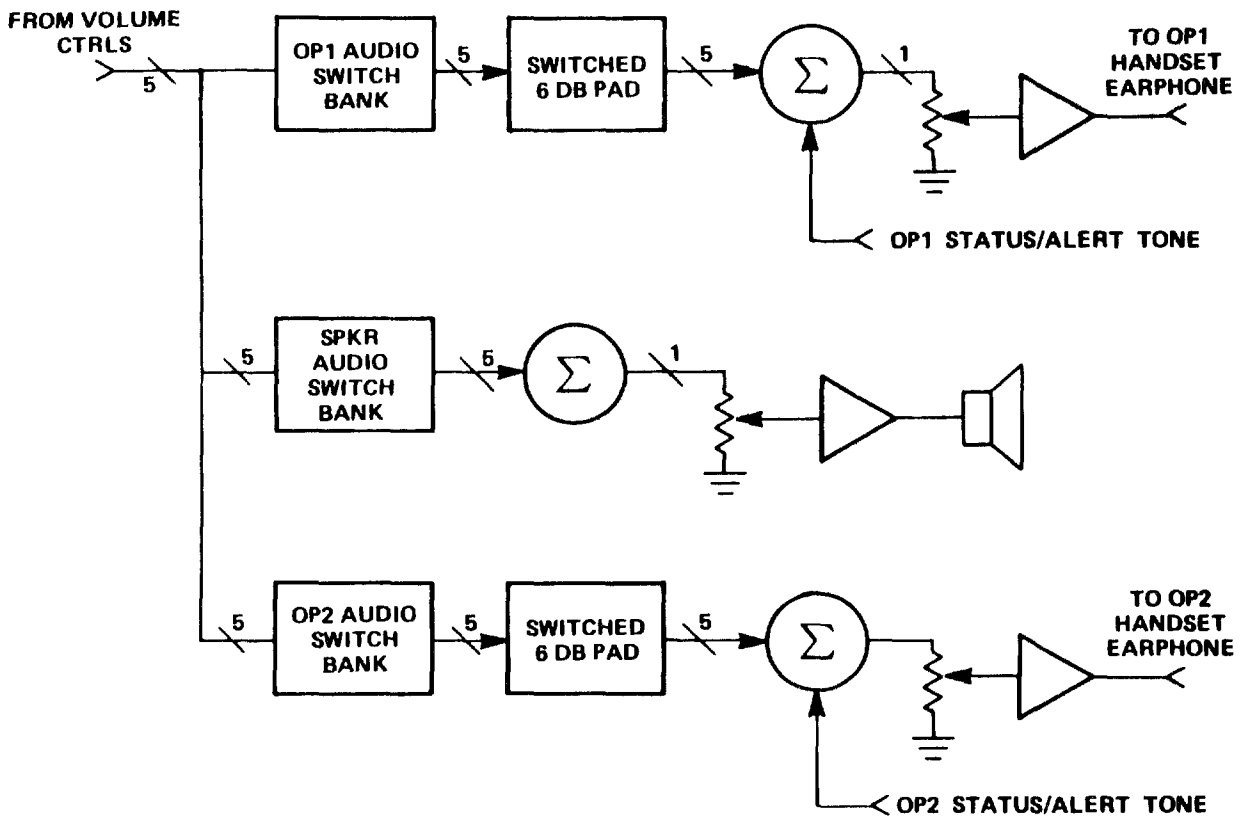 FROM VOLUME
CTRLS
5
OP1 AUDIO
SWITCH
BANK
5
SWITCHED
6 DB PAD
5
Σ
1
TO OP1
HANDSET
EARPHONE
OP1 STATUS/ALERT TONE
5
SPKR
AUDIO
SWITCH
BANK
5
Σ
1
5
OP2 AUDIO
SWITCH
BANK
5
SWITCHED
6 DB PAD
5
Σ
TO OP2
HANDSET
EARPHONE
OP2 STATUS/ALERT TONE